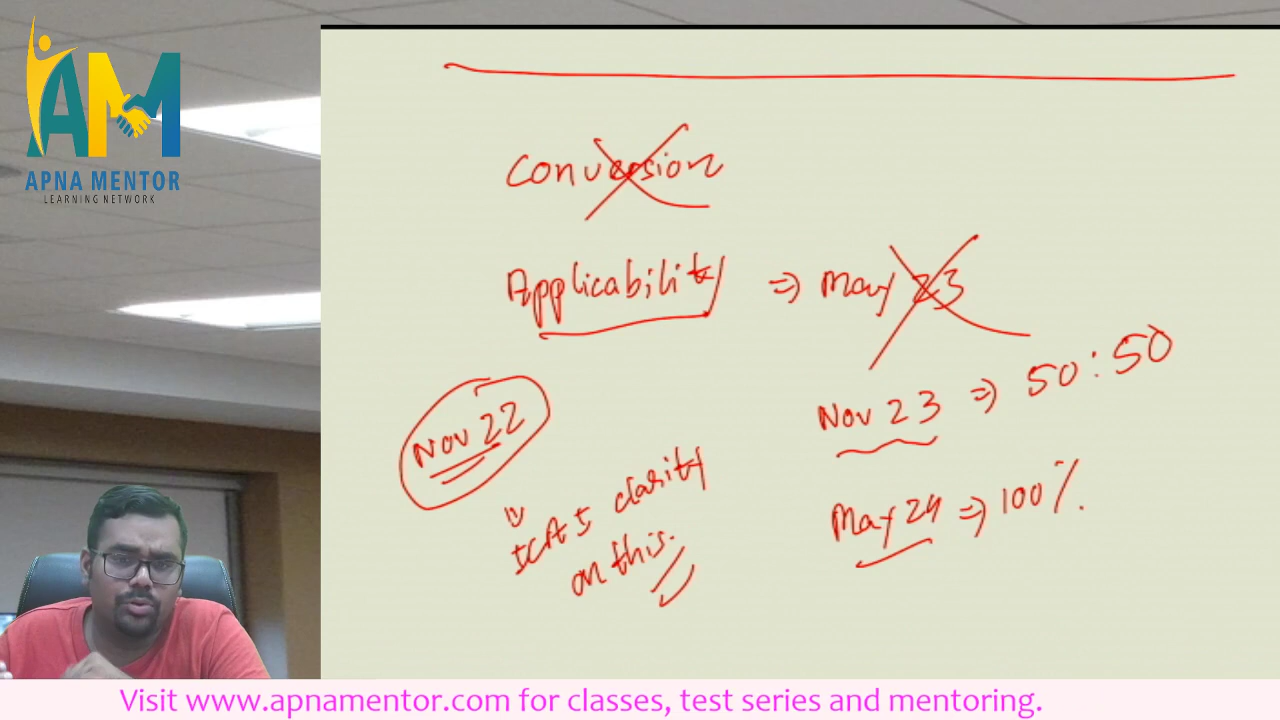 AM
APNA MENTOR
LEARNING NETWORK
Conversion
Applicability => May 23
Nov 23 => 50:50
May 24 => 100%.
Nov 22
ICAI clarity
on this.
Visit www.apnamentor.com for classes, test series and mentoring.